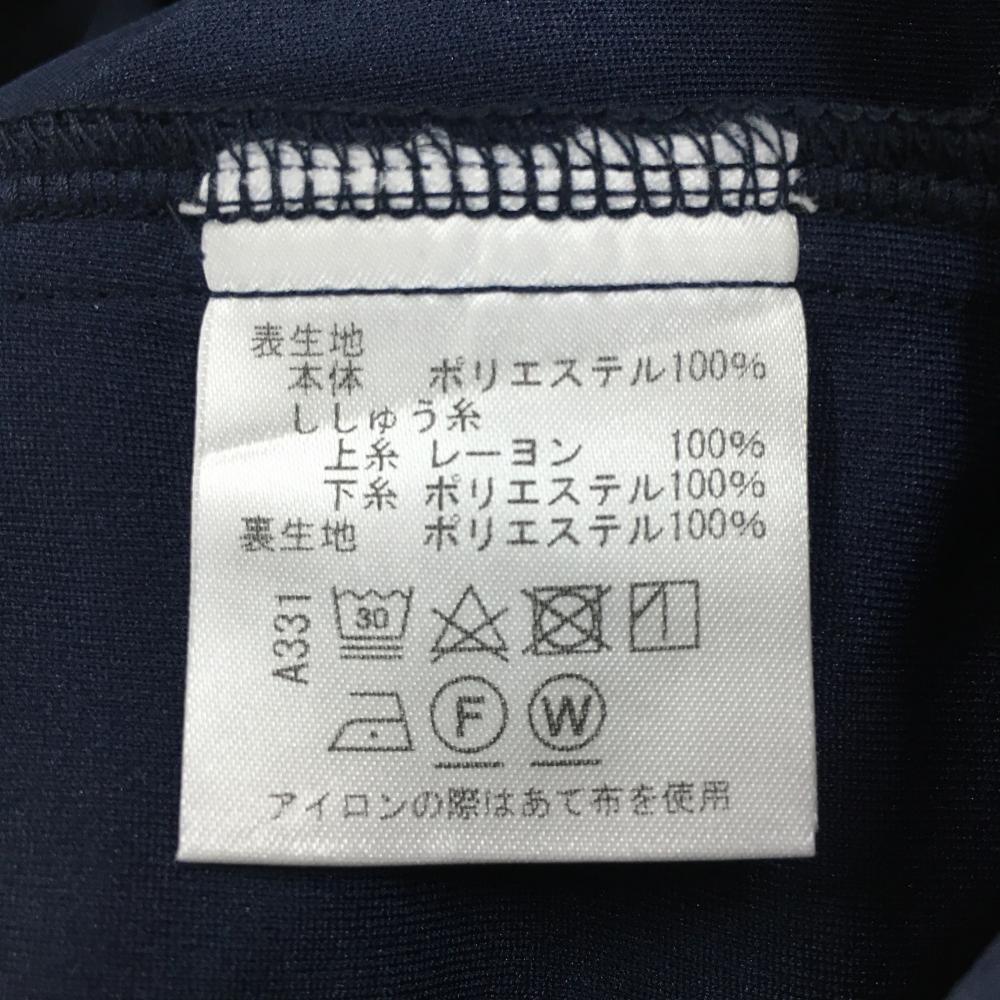 表生地
本体 ポリエステル100%
ししゅう糸
上糸 レーヨン 100%
下糸 ポリエステル100%
裏生地 ポリエステル100%
A331
30
F W
アイロンの際はあて布を使用